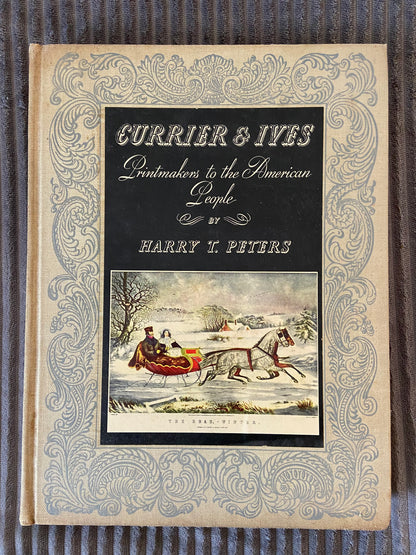 CURRIER & IVES
Printmakers to the American
People
BY
HARRY T. PETERS
THE ROAD,-WINTER.